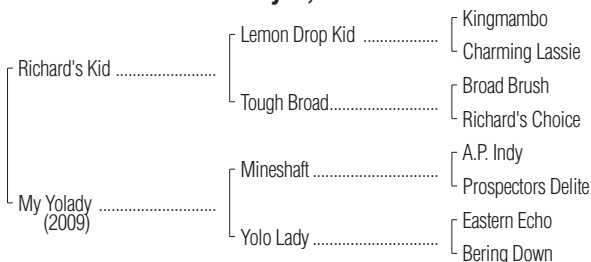 Kingmambo
Lemon Drop Kid ..................
Charming Lassie
Richard's Kid ........................
Broad Brush
Tough Broad..........................
Richard's Choice
A.P. Indy
Mineshaft ..............................
Prospectors Delite
My Yolady ............................
(2009)
Eastern Echo
Yolo Lady ..............................
Bering Down